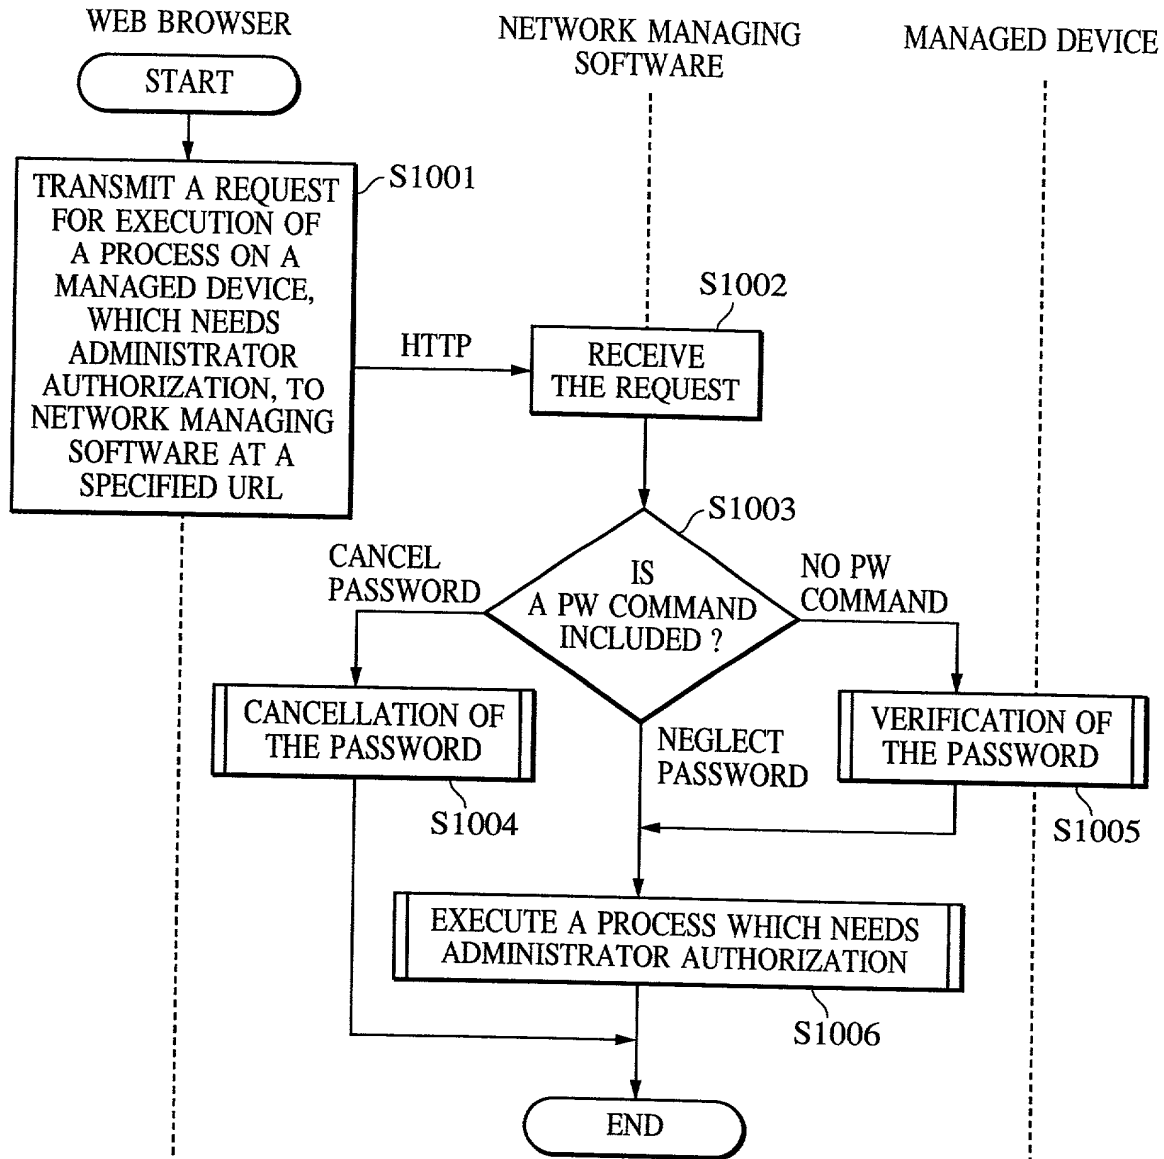 WEB BROWSER
NETWORK MANAGING
SOFTWARE
MANAGED DEVICE
START
TRANSMIT A REQUEST
FOR EXECUTION OF
A PROCESS ON A
MANAGED DEVICE,
WHICH NEEDS
ADMINISTRATOR
AUTHORIZATION, TO
NETWORK MANAGING
SOFTWARE AT A
SPECIFIED URL
S1001
HTTP
S1002
RECEIVE
THE REQUEST
S1003
IS
A PW COMMAND
INCLUDED ?
CANCEL
PASSWORD
NO PW
COMMAND
CANCELLATION OF
THE PASSWORD
S1004
NEGLECT
PASSWORD
VERIFICATION OF
THE PASSWORD
S1005
EXECUTE A PROCESS WHICH NEEDS
ADMINISTRATOR AUTHORIZATION
S1006
END